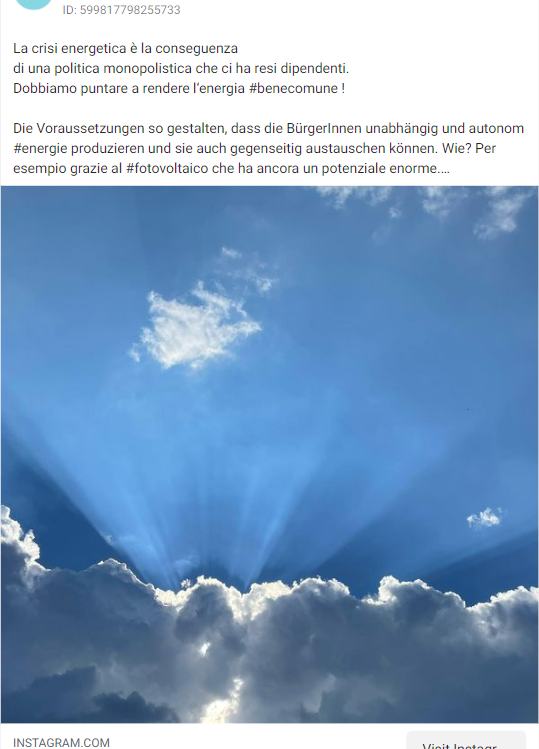 ID: 599817798255733
La crisi energetica è la conseguenza
di una politica monopolistica che ci ha resi dipendenti.
Dobbiamo puntare a rendere l'energia #benecomune !
Die Voraussetzungen so gestalten, dass die BürgerInnen unabhängig und autonom
#energie produzieren und sie auch gegenseitig austauschen können. Wie? Per
esempio grazie al #fotovoltaico che ha ancora un potenziale enorme....
INSTAGRAM.COM
Visit Instagr...